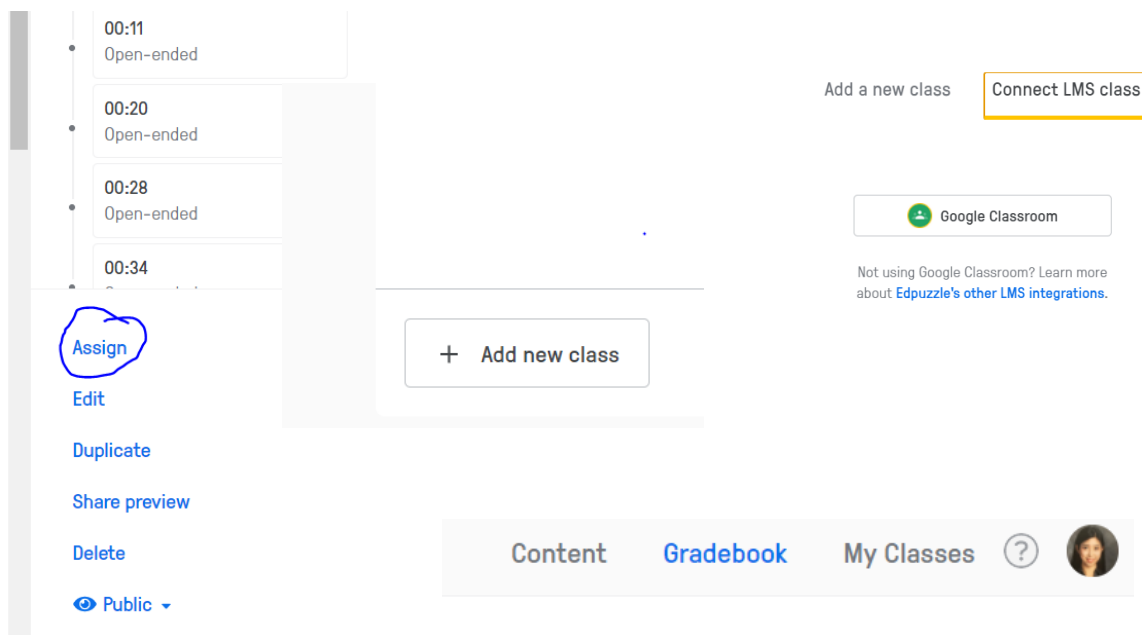 00:11
Open-ended
00:20
Open-ended
00:28
Open-ended
00:34
Assign
Edit
Duplicate
Share preview
Delete
Public
+ Add new class
Add a new class
Connect LMS class
Google Classroom
Not using Google Classroom? Learn more
about Edpuzzle's other LMS integrations.
Content Gradebook My Classes ?